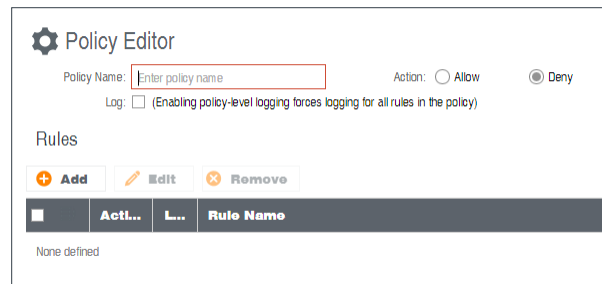 Policy Editor
Policy Name: Enter policy name Action: Allow Deny
Log: (Enabling policy-level logging forces logging for all rules in the policy)
Rules
Add Edit Remove
Acti... L... Rule Name
None defined